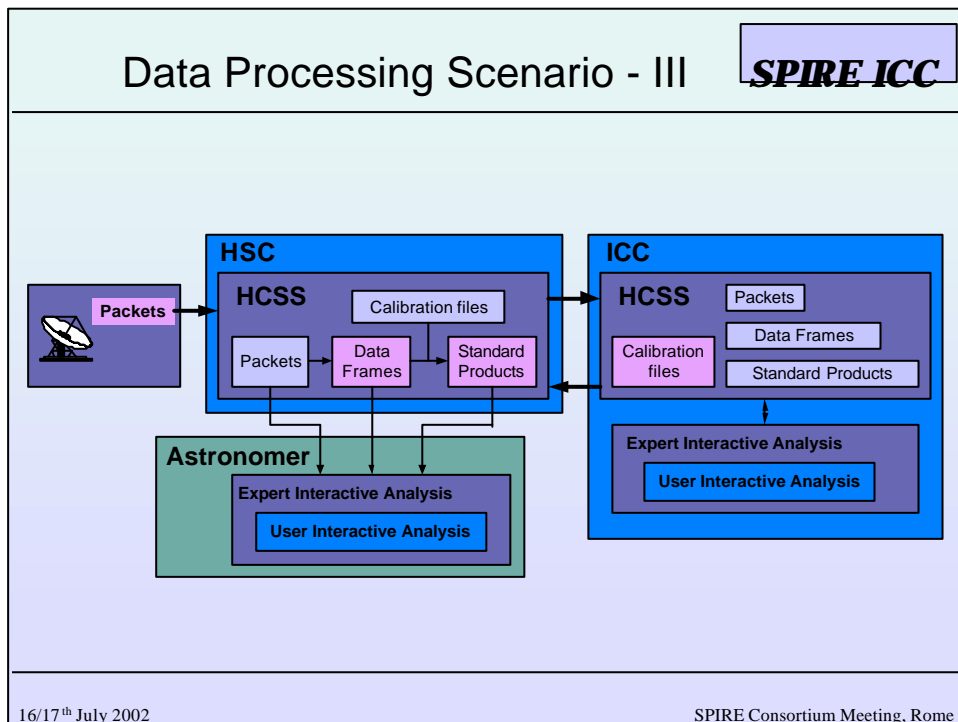 Data Processing Scenario - III
SPIRE ICC
Packets
HSC
HCSS
Calibration files
Packets
Data
Frames
Standard
Products
ICC
HCSS
Packets
Data Frames
Calibration
files
Standard Products
Expert Interactive Analysis
User Interactive Analysis
Astronomer
Expert Interactive Analysis
User Interactive Analysis
16/17th July 2002
SPIRE Consortium Meeting, Rome